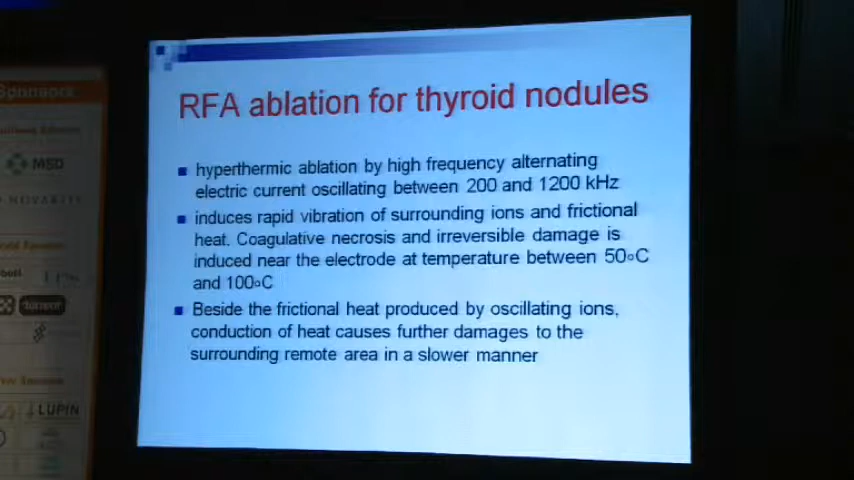 RFA ablation for thyroid nodules
hyperthermic ablation by high frequency alternating
electric current oscillating between 200 and 1200 kHz
induces rapid vibration of surrounding ions and frictional
heat. Coagulative necrosis and irreversible damage is
induced near the electrode at temperature between 50∘C
and 100∘C
Beside the frictional heat produced by oscillating ions,
conduction of heat causes further damages to the
surrounding remote area in a slower manner
Sponsors
MSD
NOVARTIS
LUPIN